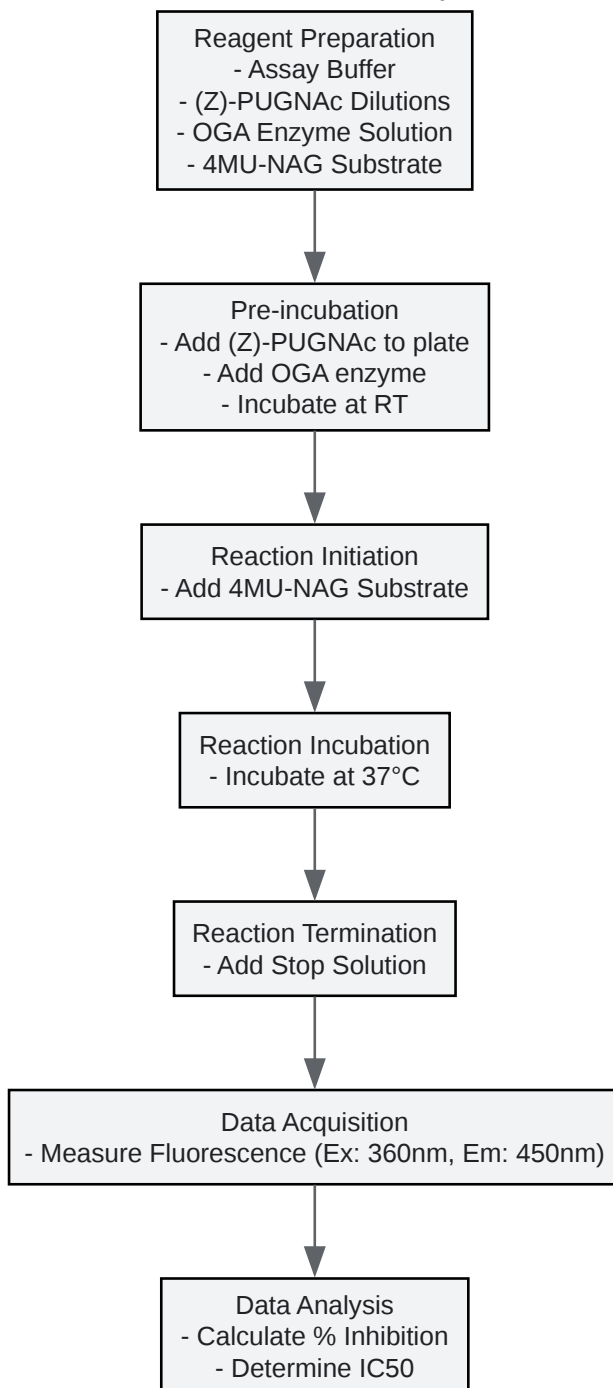 Reagent Preparation
- Assay Buffer
- (Z)-PUGNAc Dilutions
- OGA Enzyme Solution
- 4MU-NAG Substrate
Pre-incubation
- Add (Z)-PUGNAc to plate
- Add OGA enzyme
- Incubate at RT
Reaction Initiation
- Add 4MU-NAG Substrate
Reaction Incubation
- Incubate at 37°C
Reaction Termination
- Add Stop Solution
Data Acquisition
- Measure Fluorescence (Ex: 360nm, Em: 450nm)
Data Analysis
- Calculate % Inhibition
- Determine IC50